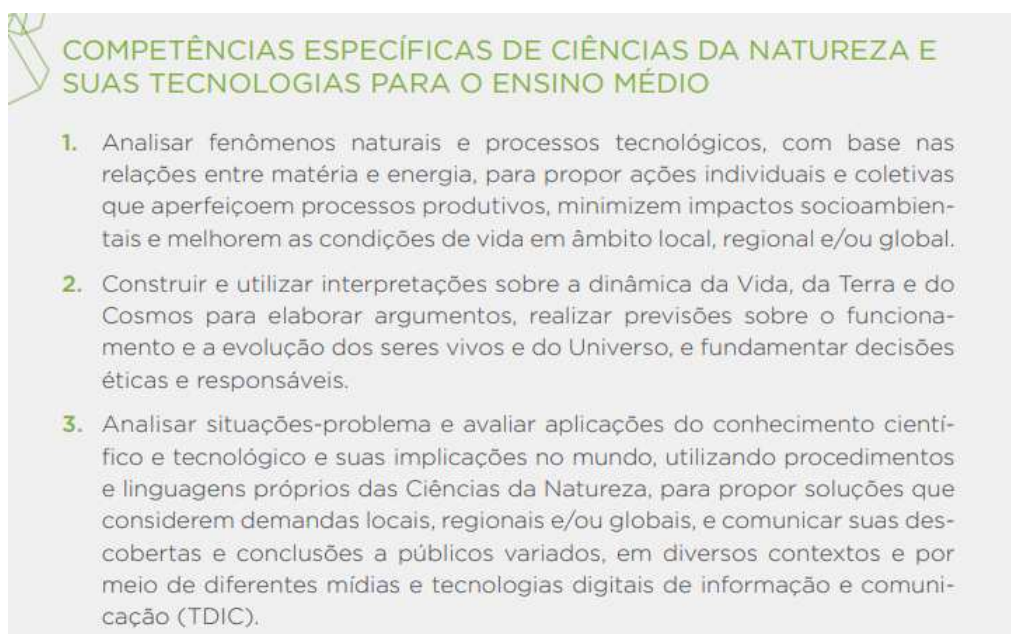 COMPETÊNCIAS ESPECÍFICAS DE CIÊNCIAS DA NATUREZA E
SUAS TECNOLOGIAS PARA O ENSINO MÉDIO
1. Analisar fenômenos naturais e processos tecnológicos, com base nas
relações entre matéria e energia, para propor ações individuais e coletivas
que aperfeiçoem processos produtivos, minimizem impactos socioambien-
tais e melhorem as condições de vida em âmbito local, regional e/ou global.
2. Construir e utilizar interpretações sobre a dinâmica da Vida, da Terra e do
Cosmos para elaborar argumentos, realizar previsões sobre o funciona-
mento e a evolução dos seres vivos e do Universo, e fundamentar decisões
éticas e responsáveis.
3. Analisar situações-problema e avaliar aplicações do conhecimento cientí-
fico e tecnológico e suas implicações no mundo, utilizando procedimentos
e linguagens próprios das Ciências da Natureza, para propor soluções que
considerem demandas locais, regionais e/ou globais, e comunicar suas des-
cobertas e conclusões a públicos variados, em diversos contextos e por
meio de diferentes mídias e tecnologias digitais de informação e comuni-
cação (TDIC).